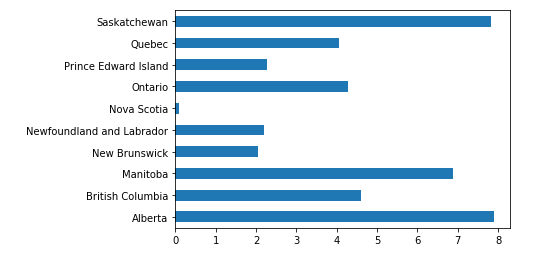 Saskatchewan
Quebec
Prince Edward Island
Ontario
Nova Scotia
Newfoundland and Labrador
New Brunswick
Manitoba
British Columbia
Alberta
0 1 2 3 4 5 6 7 8